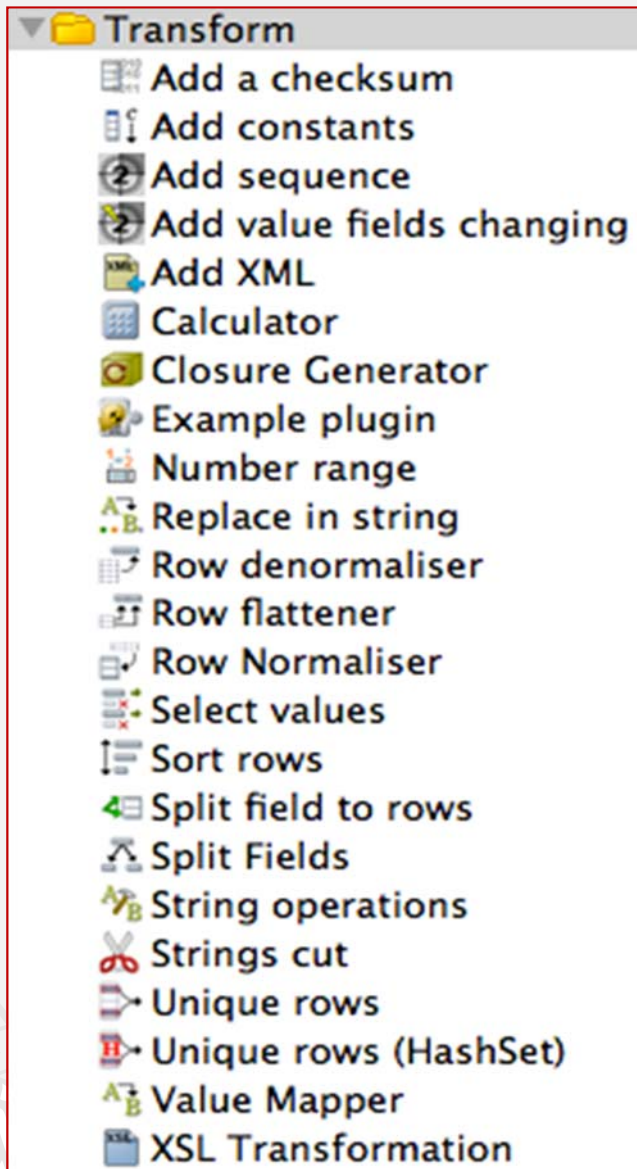 Transform
Add a checksum
Add constants
Add sequence
Add value fields changing
Add XML
Calculator
Closure Generator
Example plugin
Number range
Replace in string
Row denormaliser
Row flattener
Row Normaliser
Select values
Sort rows
Split field to rows
Split Fields
String operations
Strings cut
Unique rows
Unique rows (HashSet)
Value Mapper
XSL Transformation